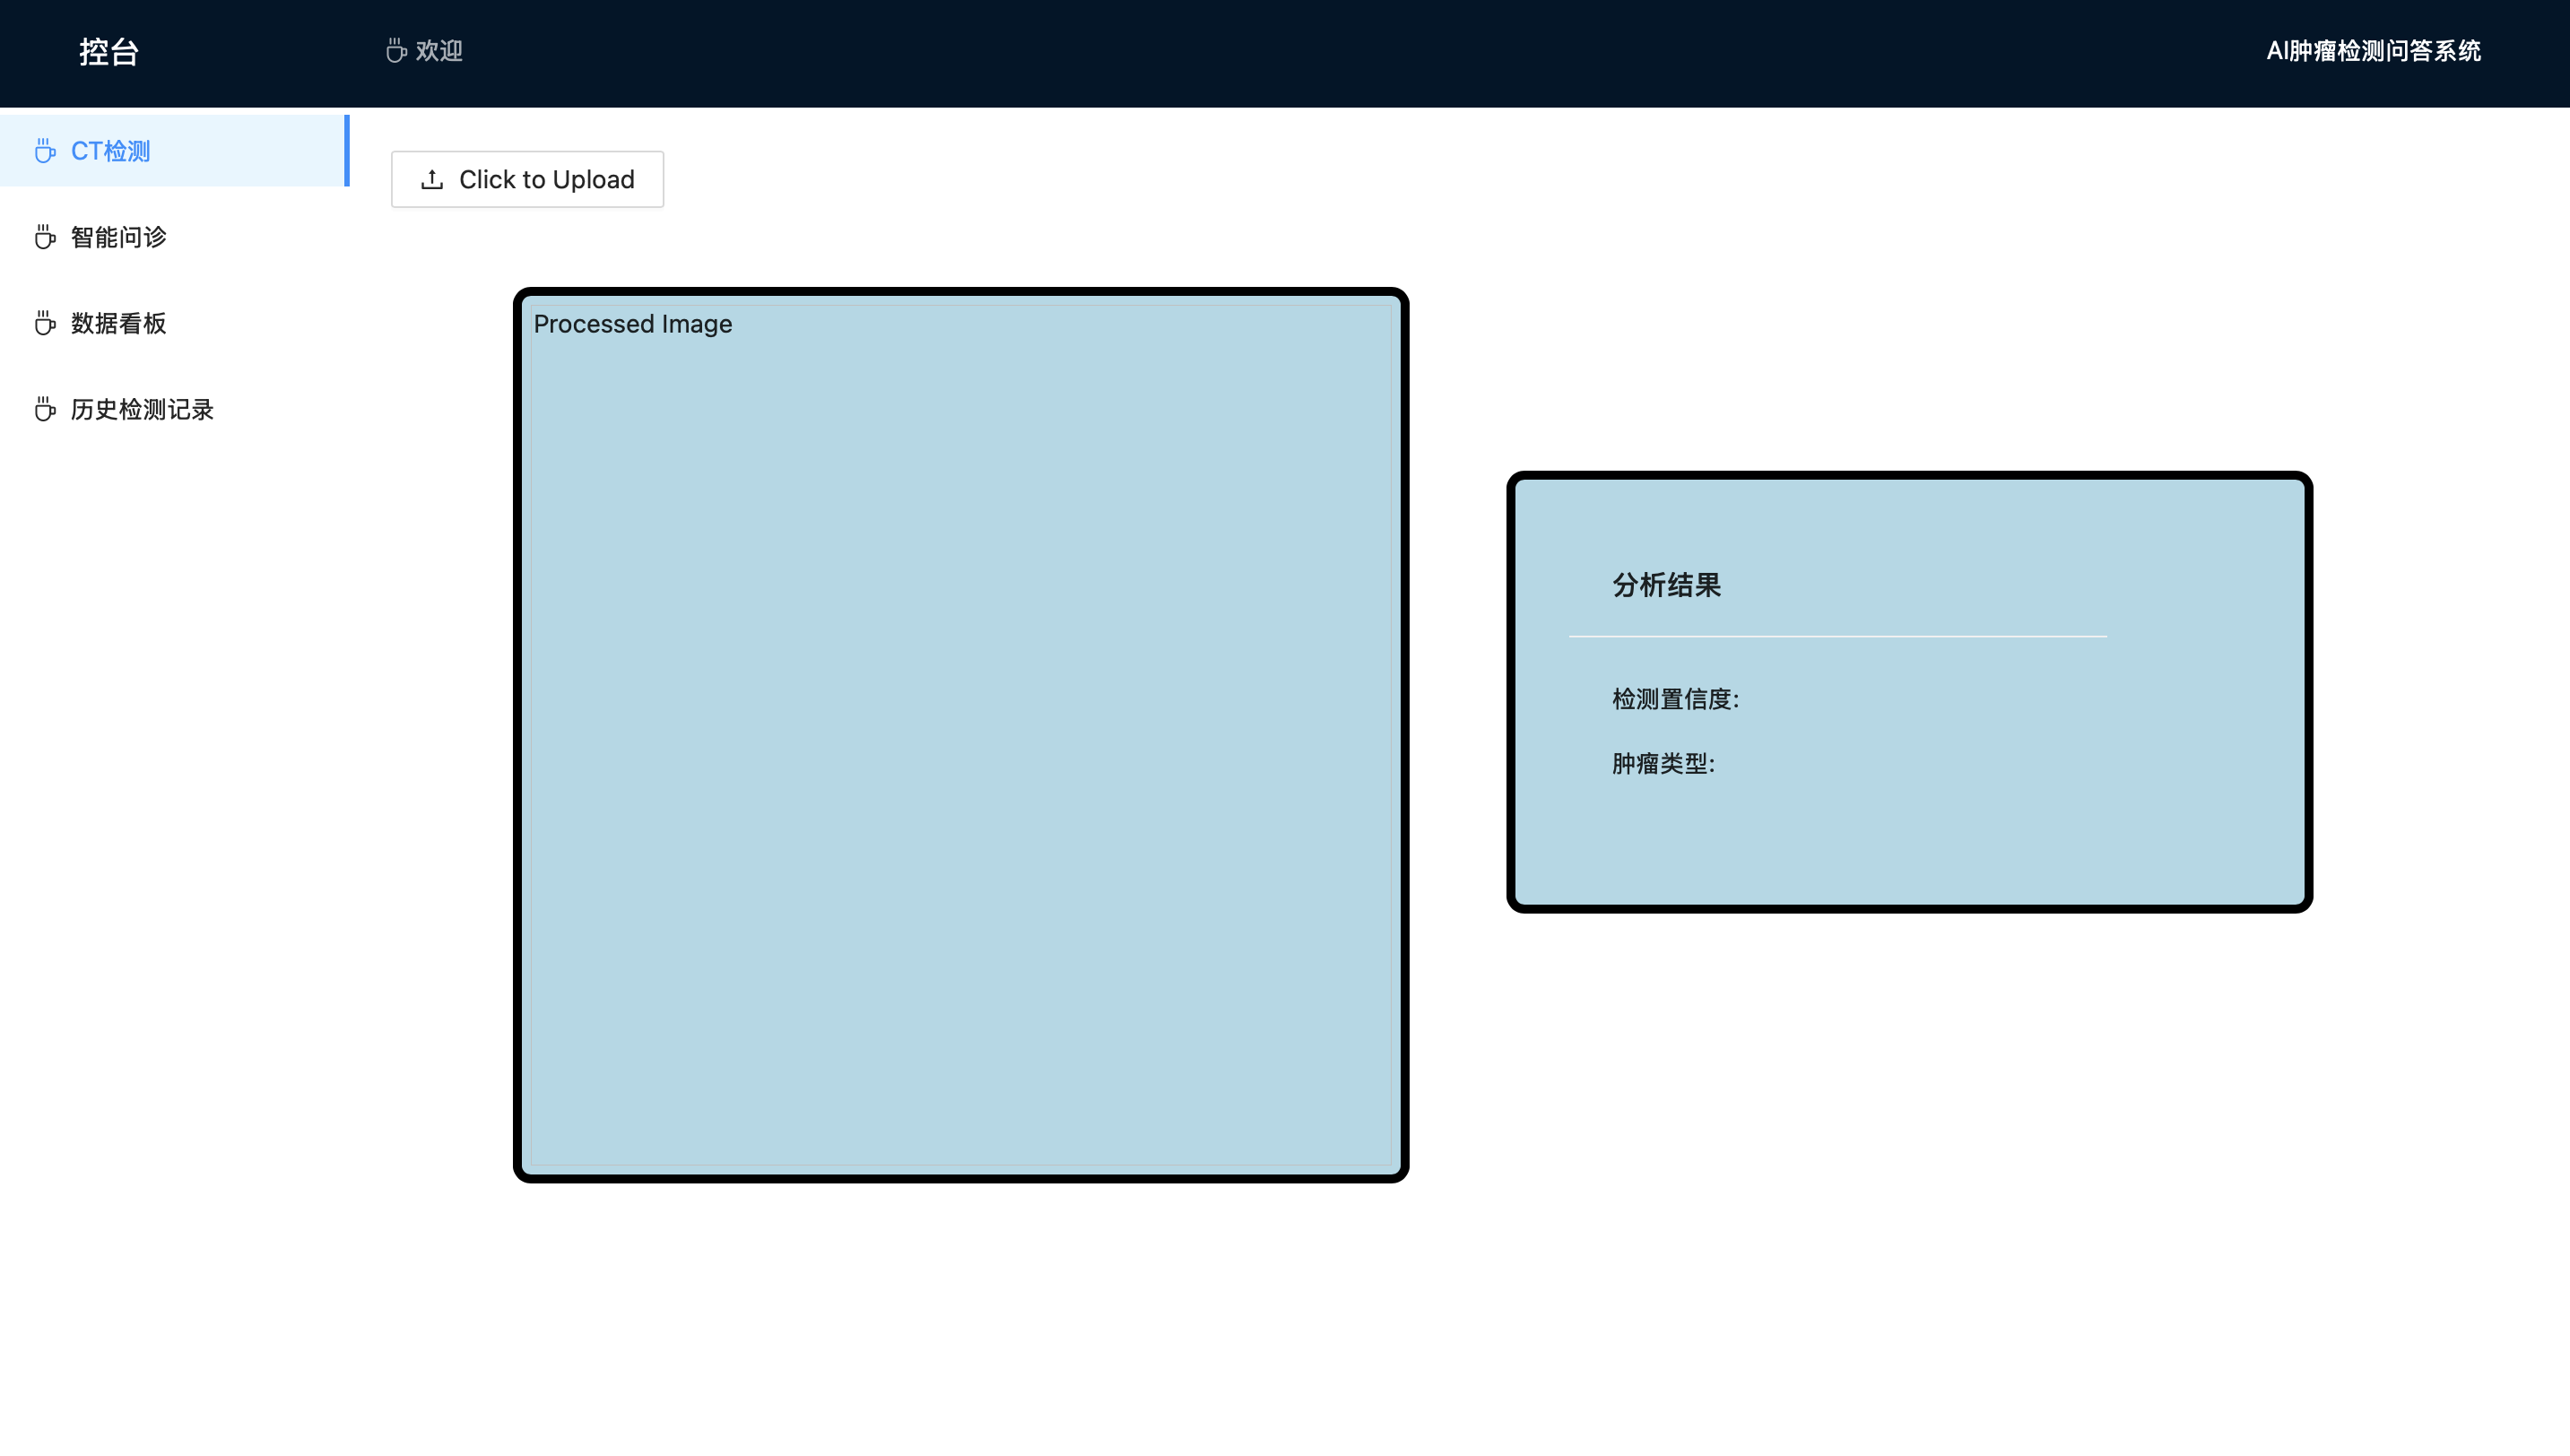 控台
欢迎
AI肿瘤检测问答系统
CT检测
智能问诊
数据看板
历史检测记录
Click to Upload
Processed Image
分析结果
检测置信度:
肿瘤类型: